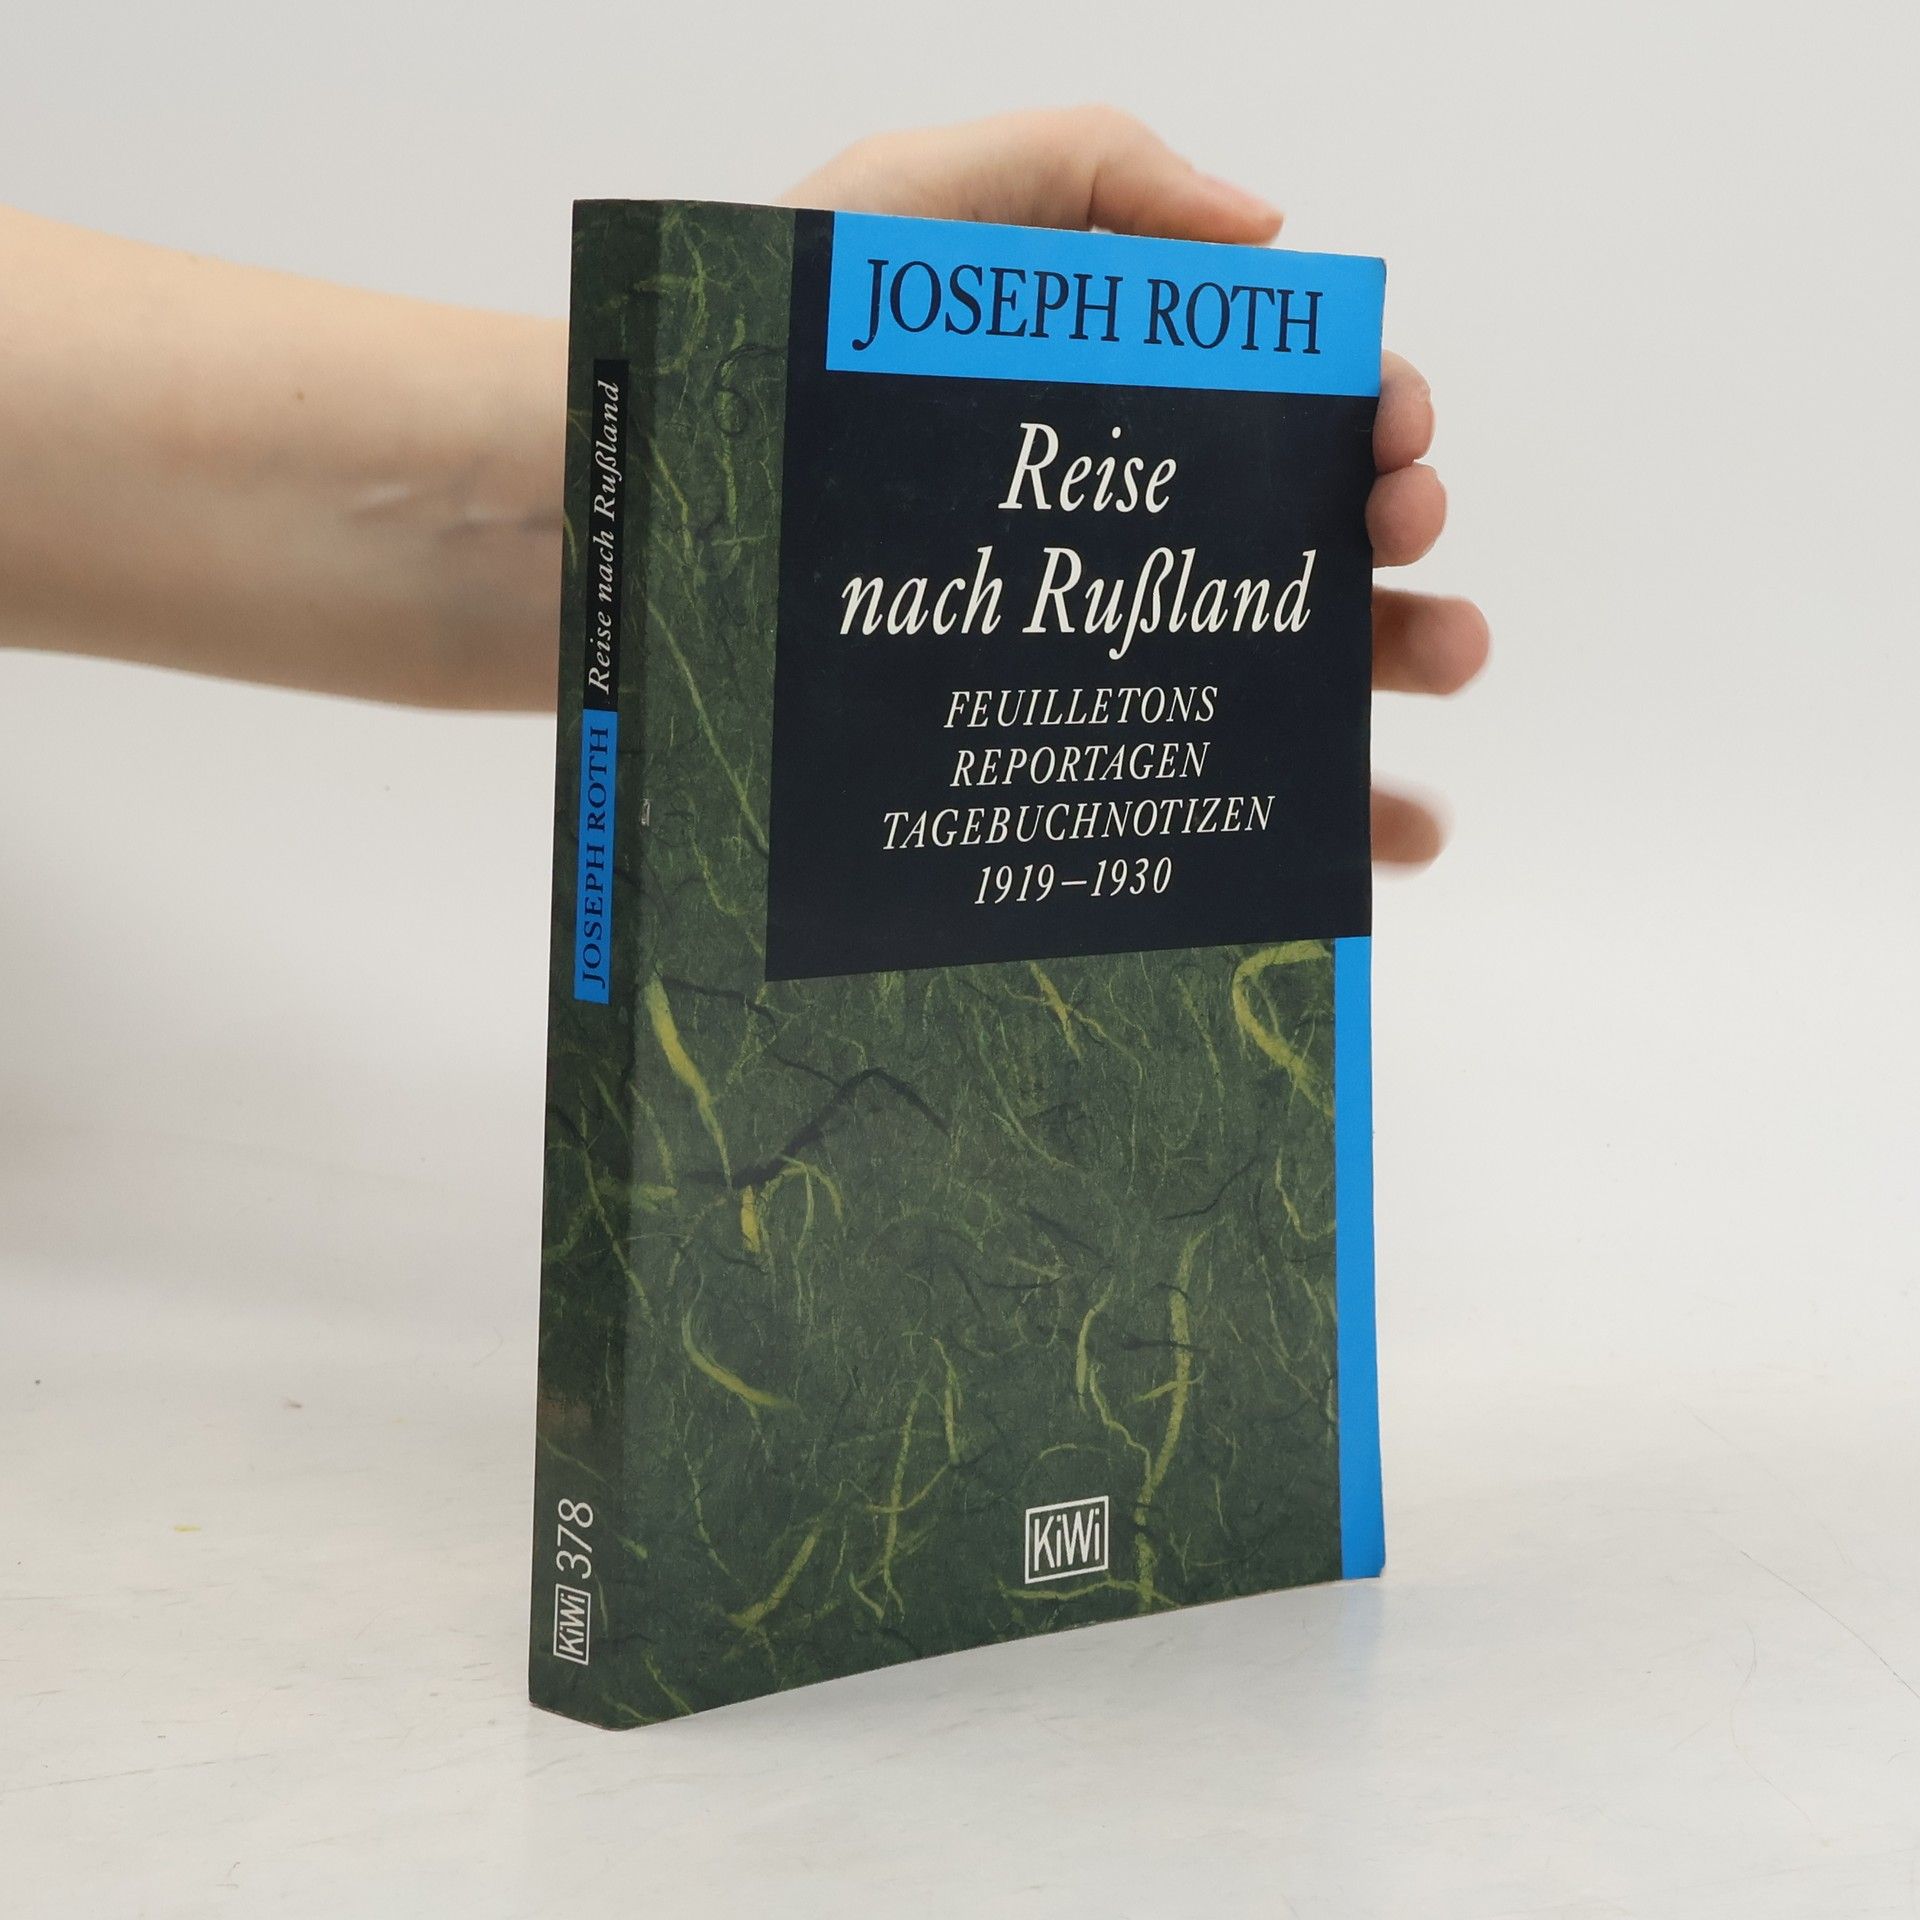 JOSEPH ROTH
Reise
nach Rußland
FEUILLETONS
REPORTAGEN
TAGEBUCHNOTIZEN
1919–1930
KiWi
JOSEPH ROTH Reise nach Rußland
KiWi 378